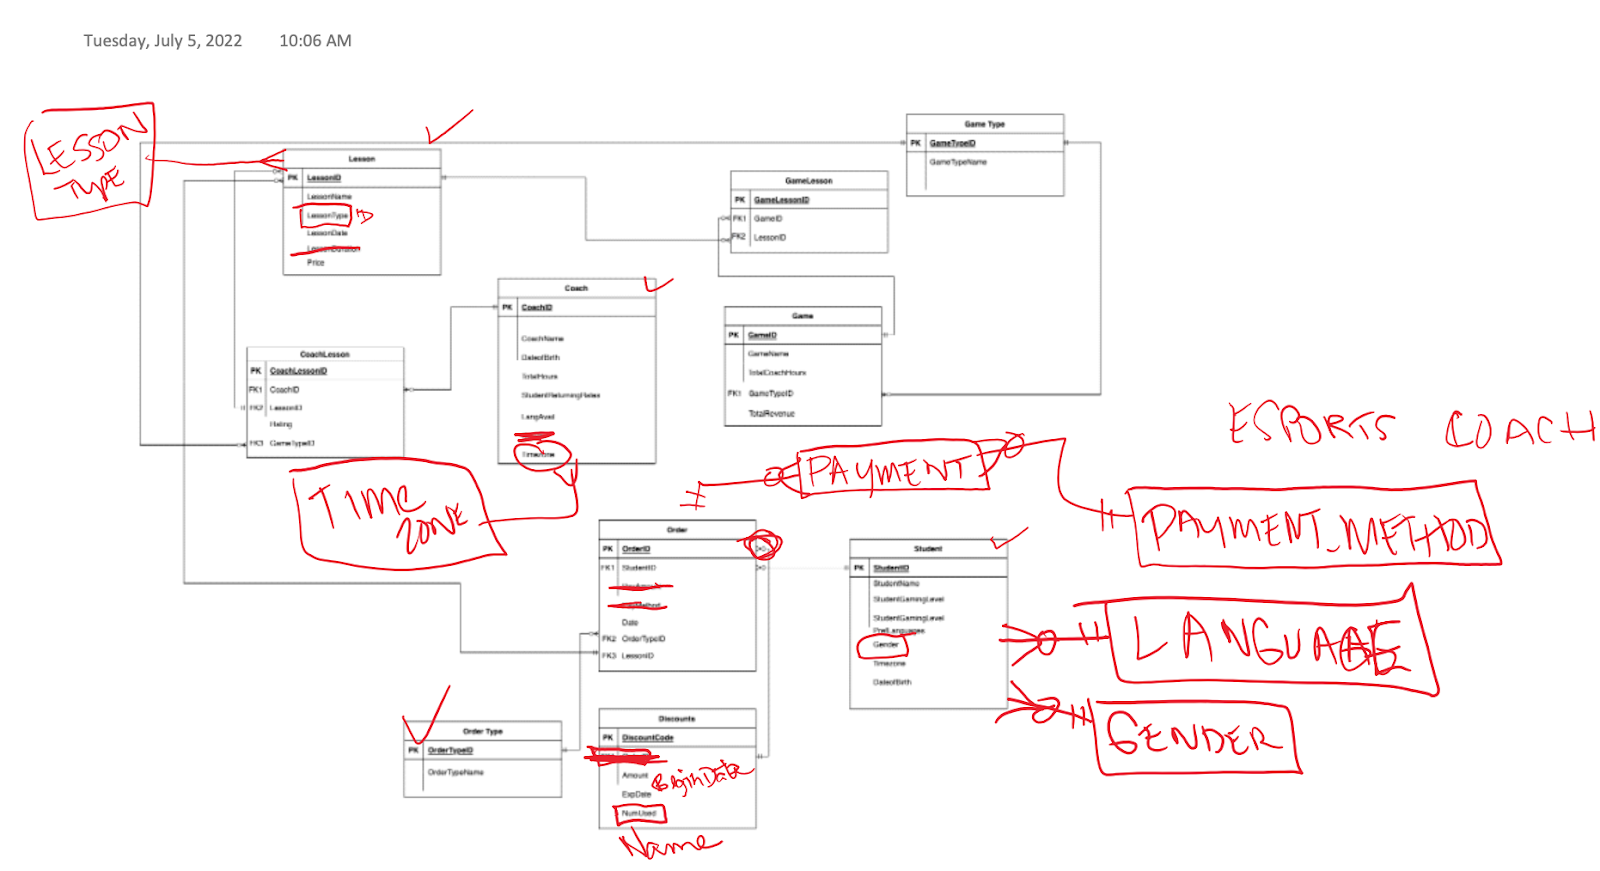 Tuesday, July 5, 2022 10:06 AM
LESSON
TYPE
Lesson
PK LessonID
LessonName
LessonType ID
LessonDate
LessonDuration
Price
Game Type
PK GameTypeID
GameTypeName
GameLesson
PK GameLessonID
FK1 GameID
FK2 LessonID
Coach
PK CoachID
CoachName
DateofBirth
TotalHours
StudentReturningRates
LangAvail
Timezone
Game
PK GameID
GameName
TotalCoachHours
FK1 GameTypeID
TotalRevenue
CoachLesson
PK CoachLessonID
FK1 CoachID
FK2 LessonID
Rating
FK3 GameTypeID
ESPORTS COACH
TIME
ZONE
PAYMENT
PAYMENT_METHOD
Order
PK OrderID
FK1 StudentID
Date
FK2 OrderTypeID
FK3 LessonID
Student
PK StudentID
StudentName
StudentGamingLevel
StudentGamingLevel
PrefLanguages
Gender
Timezone
DateofBirth
LANGUAGE
GENDER
Order Type
PK OrderTypeID
OrderTypeName
Discounts
PK DiscountCode
Amount
BeginDate
ExpDate
NumUsed
Name